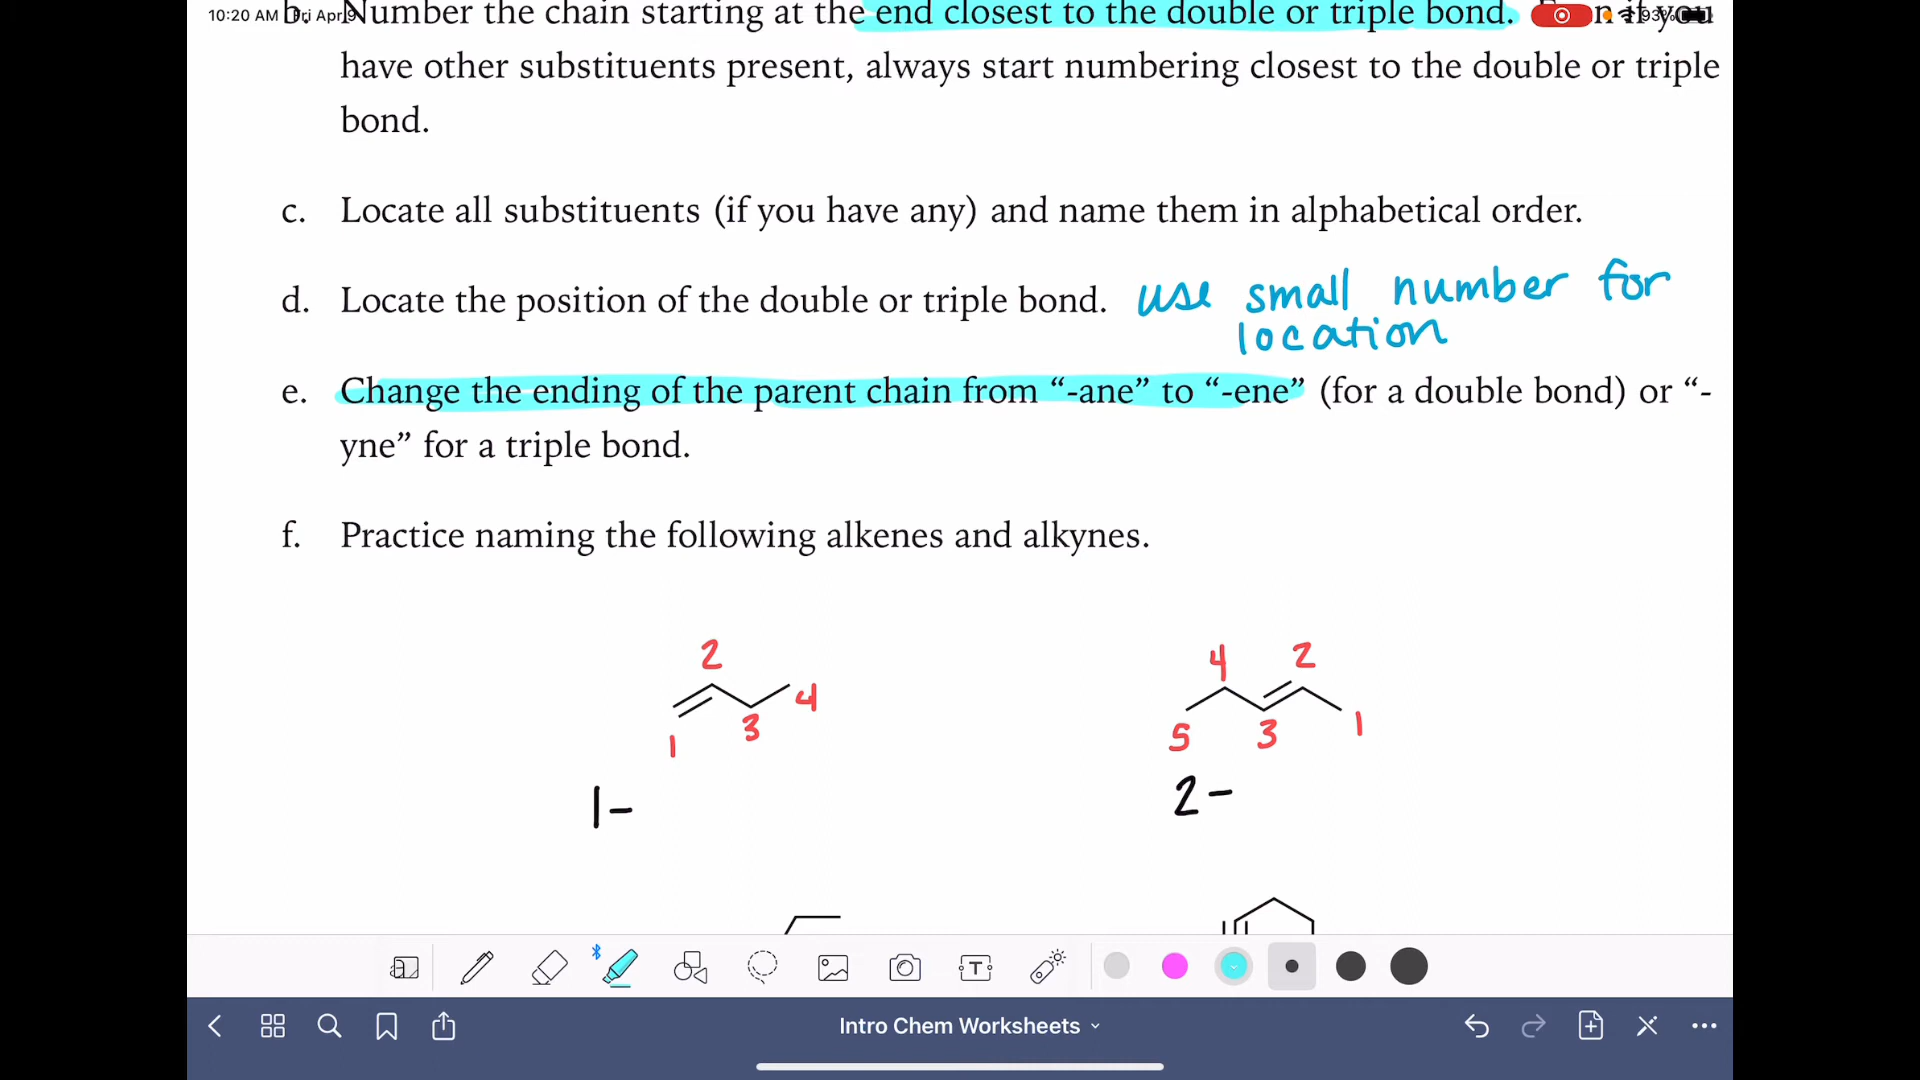 10:20 AM Fri Apr 9
93%
b. Number the chain starting at the end closest to the double or triple bond. Even if you
have other substituents present, always start numbering closest to the double or triple
bond.
c. Locate all substituents (if you have any) and name them in alphabetical order.
d. Locate the position of the double or triple bond. use small number for
location
e. Change the ending of the parent chain from “-ane” to “-ene” (for a double bond) or “-
yne” for a triple bond.
f. Practice naming the following alkenes and alkynes.
2
4
3
1
1-
4
2
5
3
1
2-
Intro Chem Worksheets